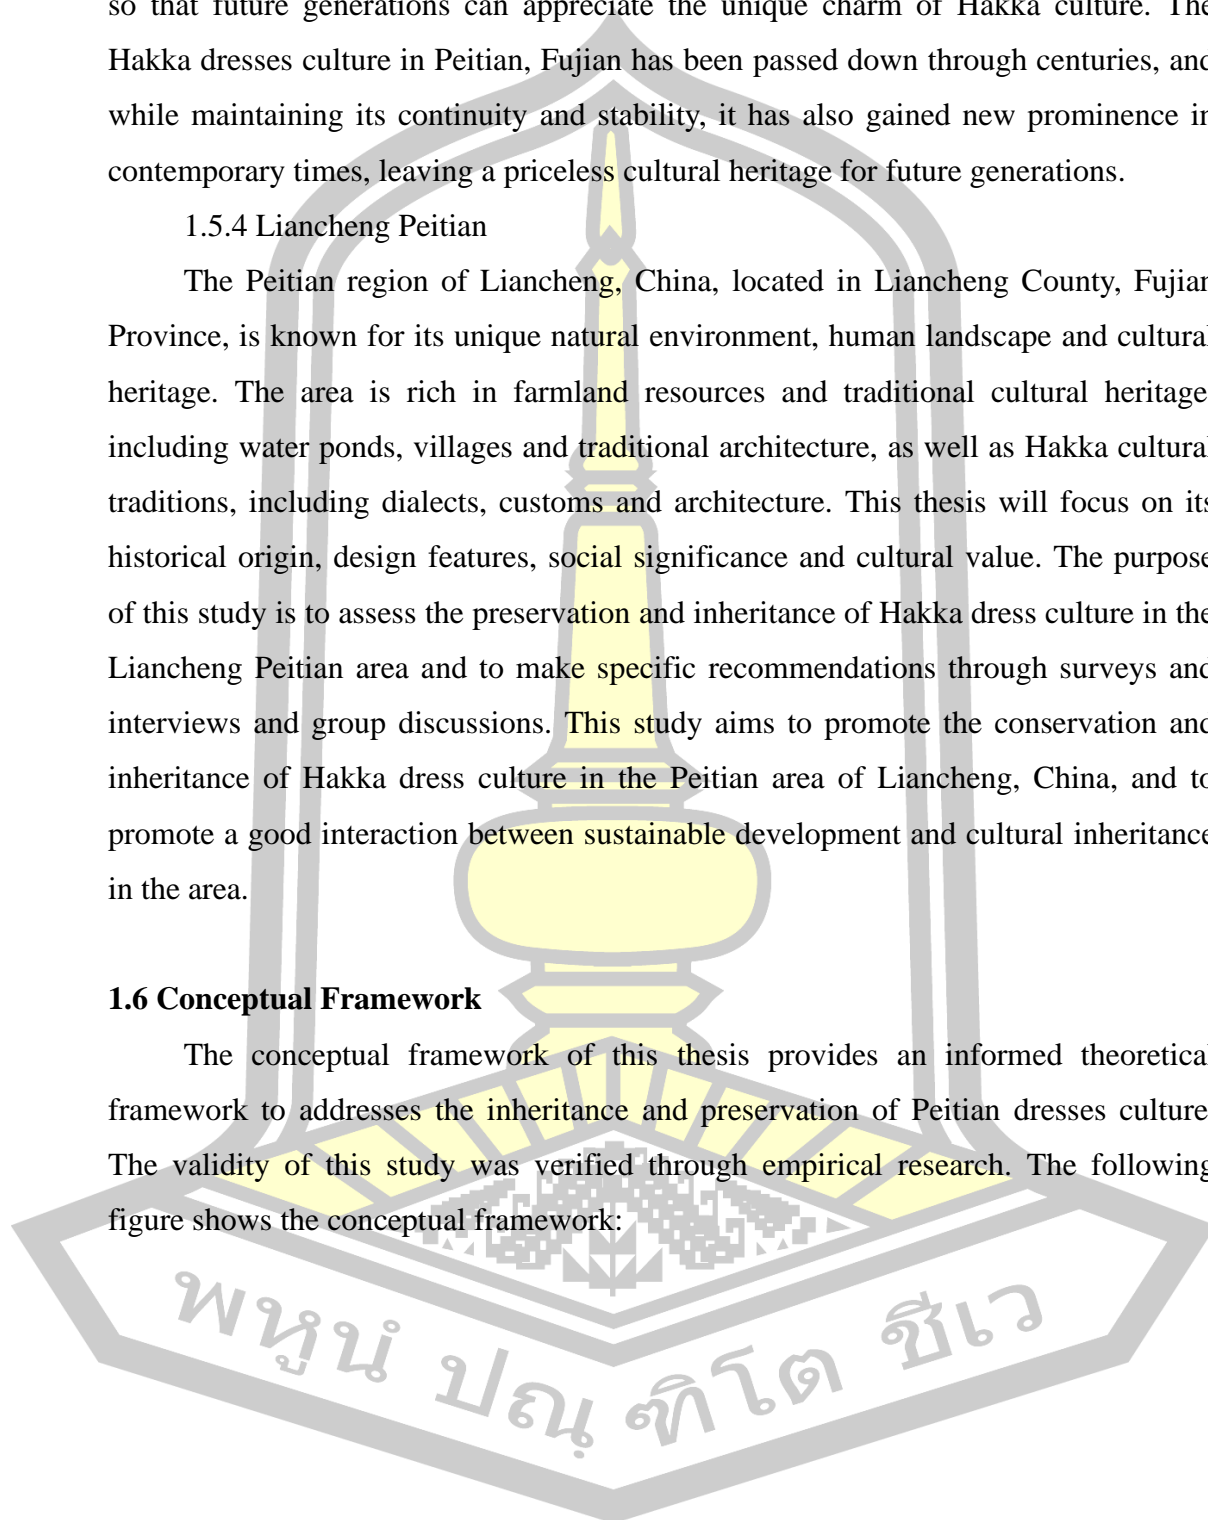 so that future generations can appreciate the unique charm of Hakka culture. The
Hakka dresses culture in Peitian, Fujian has been passed down through centuries, and
while maintaining its continuity and stability, it has also gained new prominence in
contemporary times, leaving a priceless cultural heritage for future generations.
1.5.4 Liancheng Peitian
The Peitian region of Liancheng, China, located in Liancheng County, Fujian
Province, is known for its unique natural environment, human landscape and cultural
heritage. The area is rich in farmland resources and traditional cultural heritage,
including water ponds, villages and traditional architecture, as well as Hakka cultural
traditions, including dialects, customs and architecture. This thesis will focus on its
historical origin, design features, social significance and cultural value. The purpose
of this study is to assess the preservation and inheritance of Hakka dress culture in the
Liancheng Peitian area and to make specific recommendations through surveys and
interviews and group discussions. This study aims to promote the conservation and
inheritance of Hakka dress culture in the Peitian area of Liancheng, China, and to
promote a good interaction between sustainable development and cultural inheritance
in the area.
1.6 Conceptual Framework
The conceptual framework of this thesis provides an informed theoretical
framework to addresses the inheritance and preservation of Peitian dresses culture.
The validity of this study was verified through empirical research. The following
figure shows the conceptual framework:
พหูนํ ปณฺฑิโต ชีเว